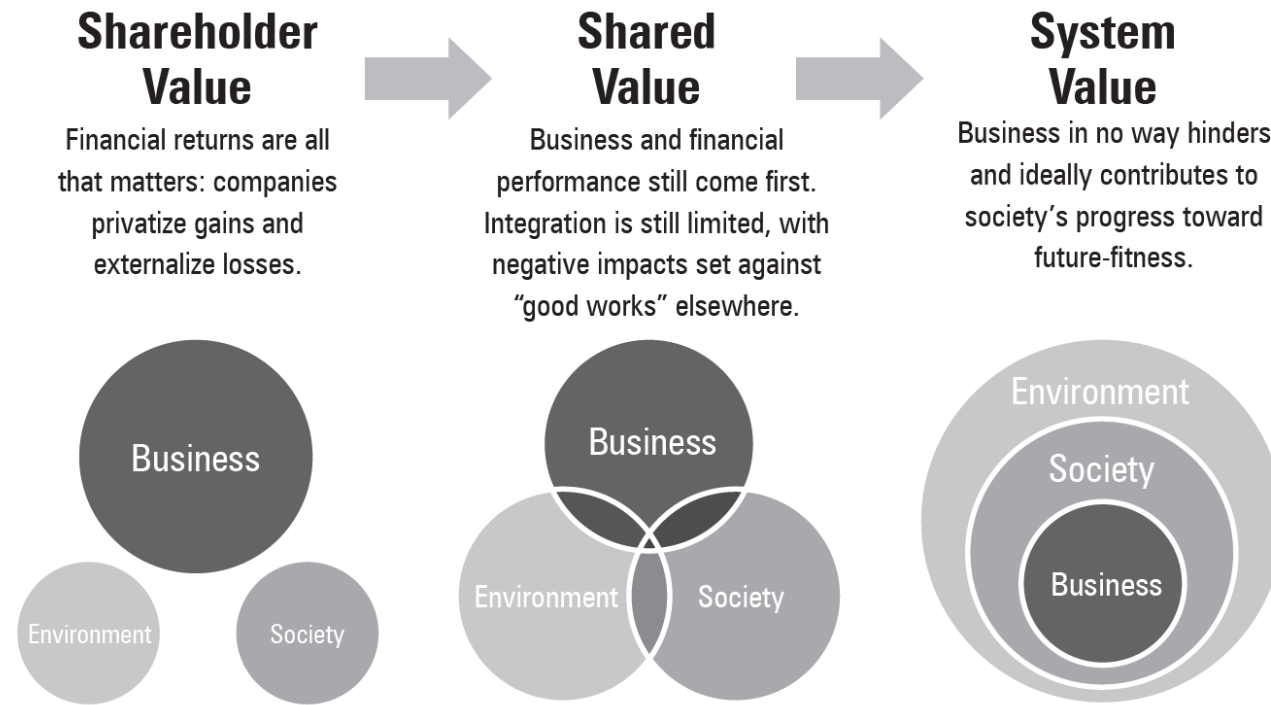 Shareholder
Value
Financial returns are all
that matters: companies
privatize gains and
externalize losses.
Business
Environment
Society
Shared
Value
Business and financial
performance still come first.
Integration is still limited, with
negative impacts set against
“good works” elsewhere.
Business
Environment
Society
System
Value
Business in no way hinders
and ideally contributes to
society’s progress toward
future-fitness.
Environment
Society
Business